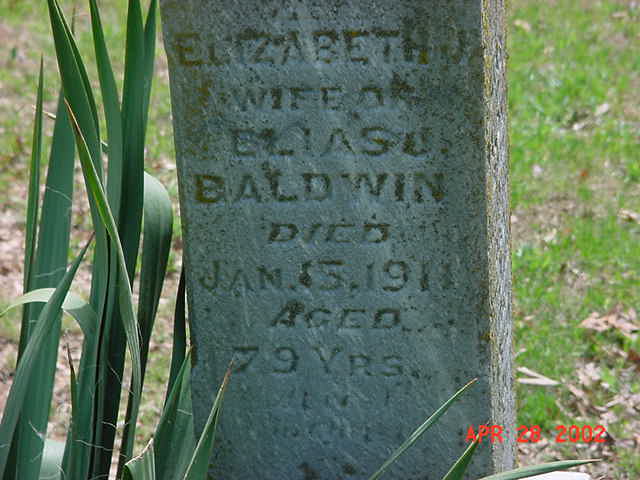 ELIZABETH J.
WIFE OF
ELIAS J.
BALDWIN
DIED
JAN. 15, 1911
AGED
79 YRS.
APR 28 2002